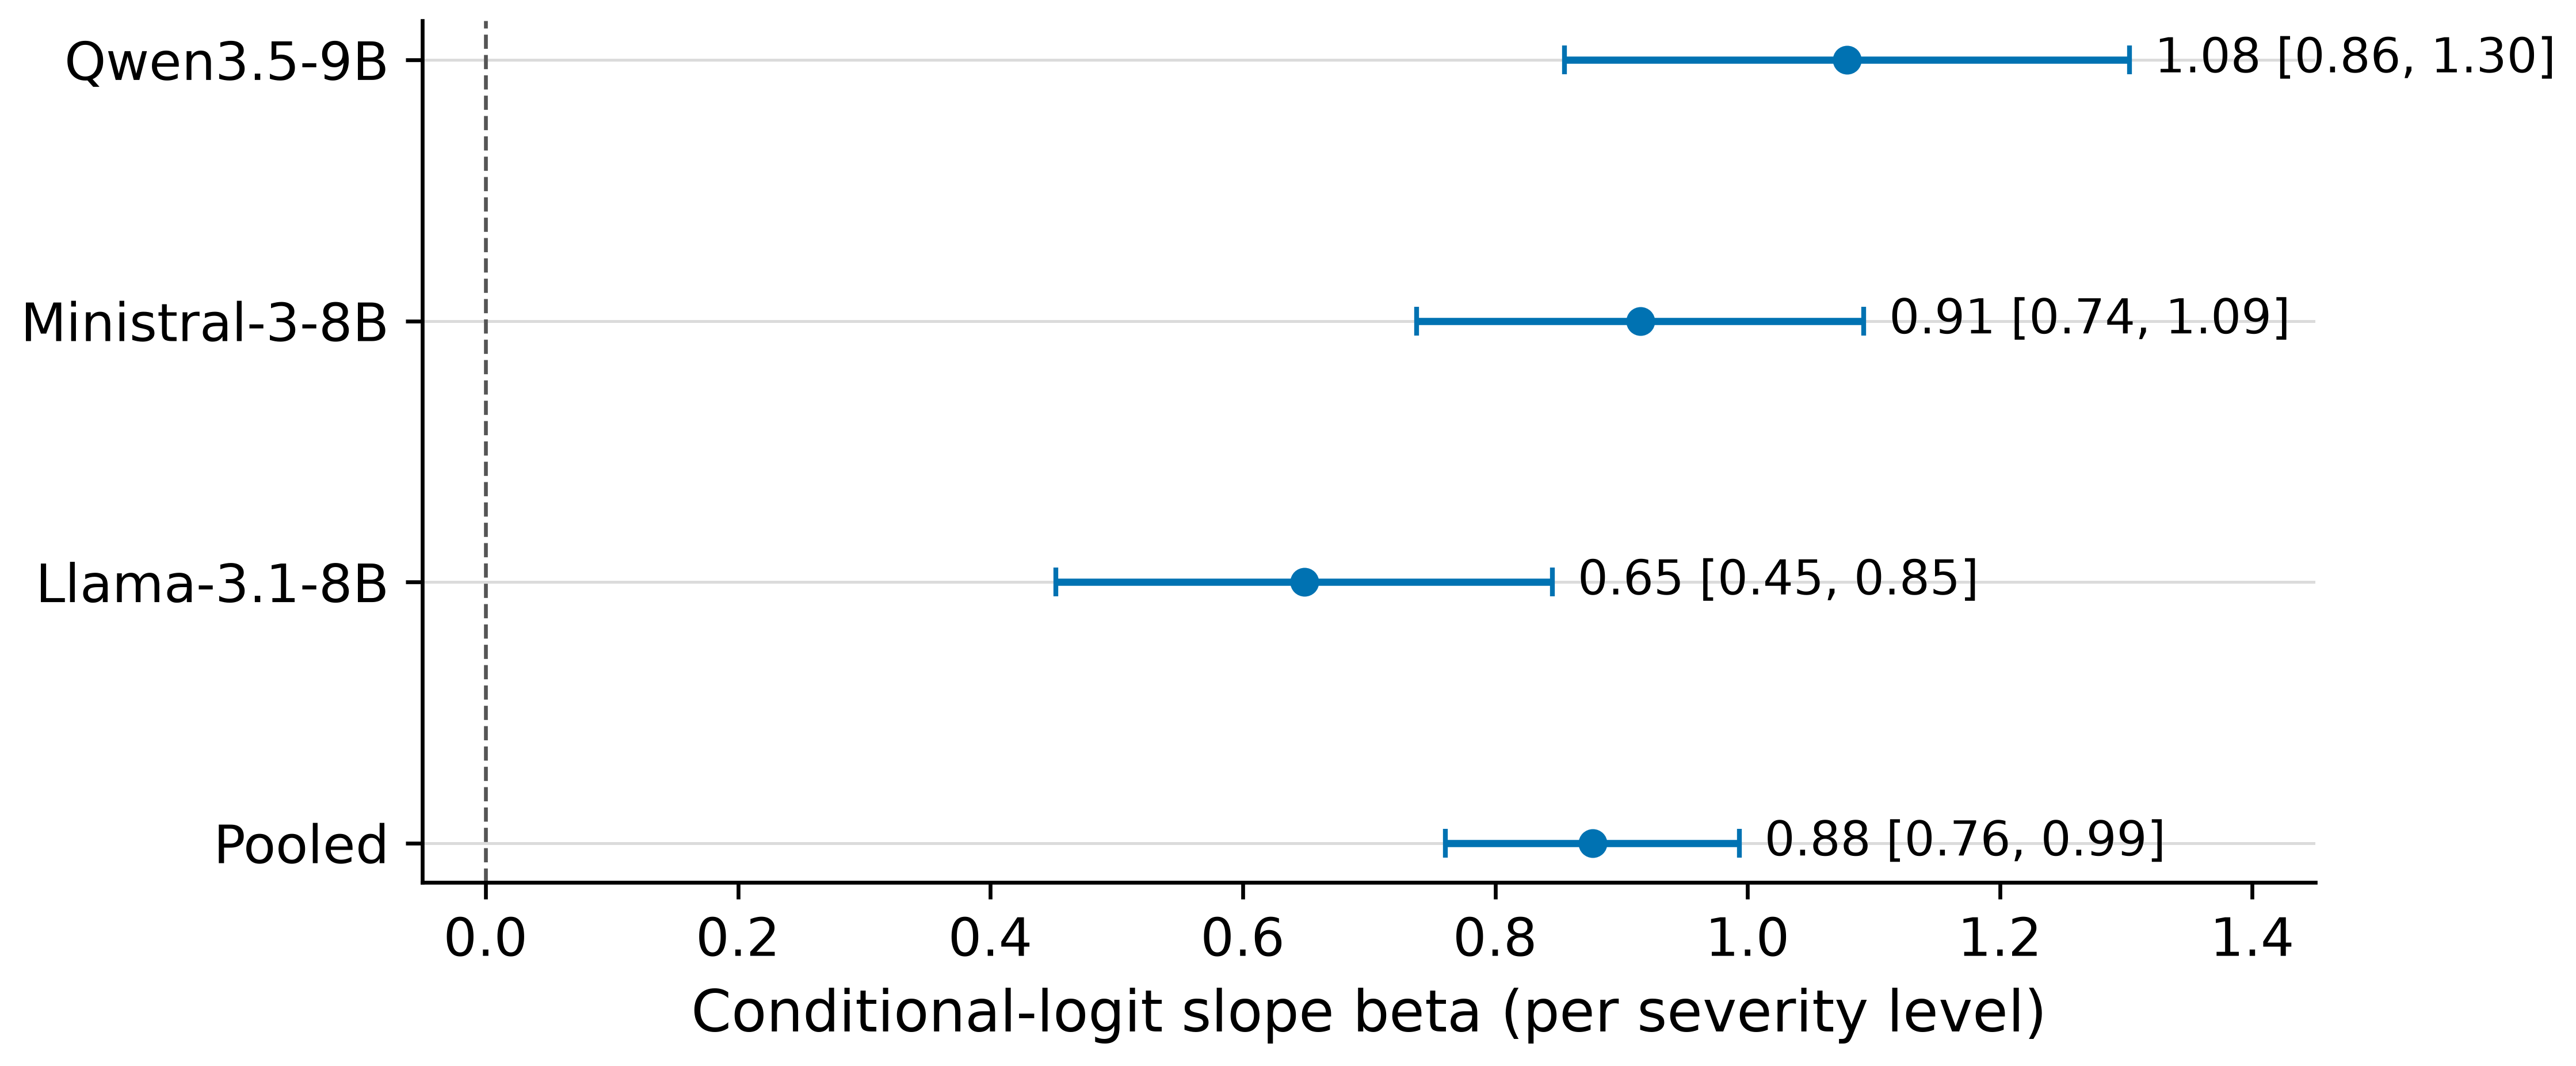 Qwen3.5-9B
1.08 [0.86, 1.30]
Ministral-3-8B
0.91 [0.74, 1.09]
Llama-3.1-8B
0.65 [0.45, 0.85]
Pooled
0.88 [0.76, 0.99]
0.0 0.2 0.4 0.6 0.8 1.0 1.2 1.4
Conditional-logit slope beta (per severity level)